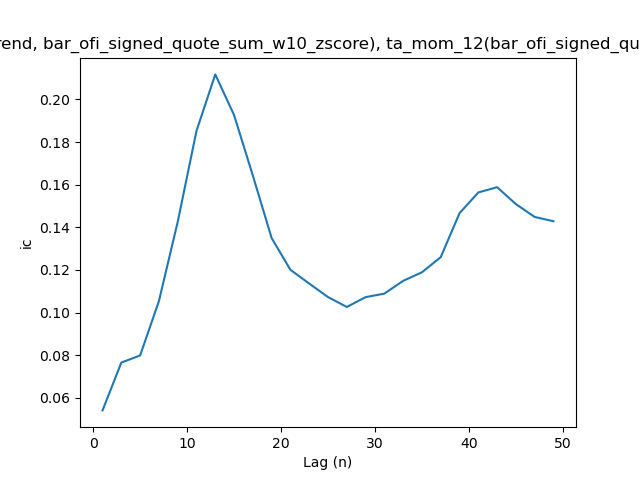 rend, bar_ofi_signed_quote_sum_w10_zscore), ta_mom_12(bar_ofi_signed_qu
0.20
0.18
0.16
0.14
0.12
0.10
0.08
0.06
ic
0 10 20 30 40 50
Lag (n)